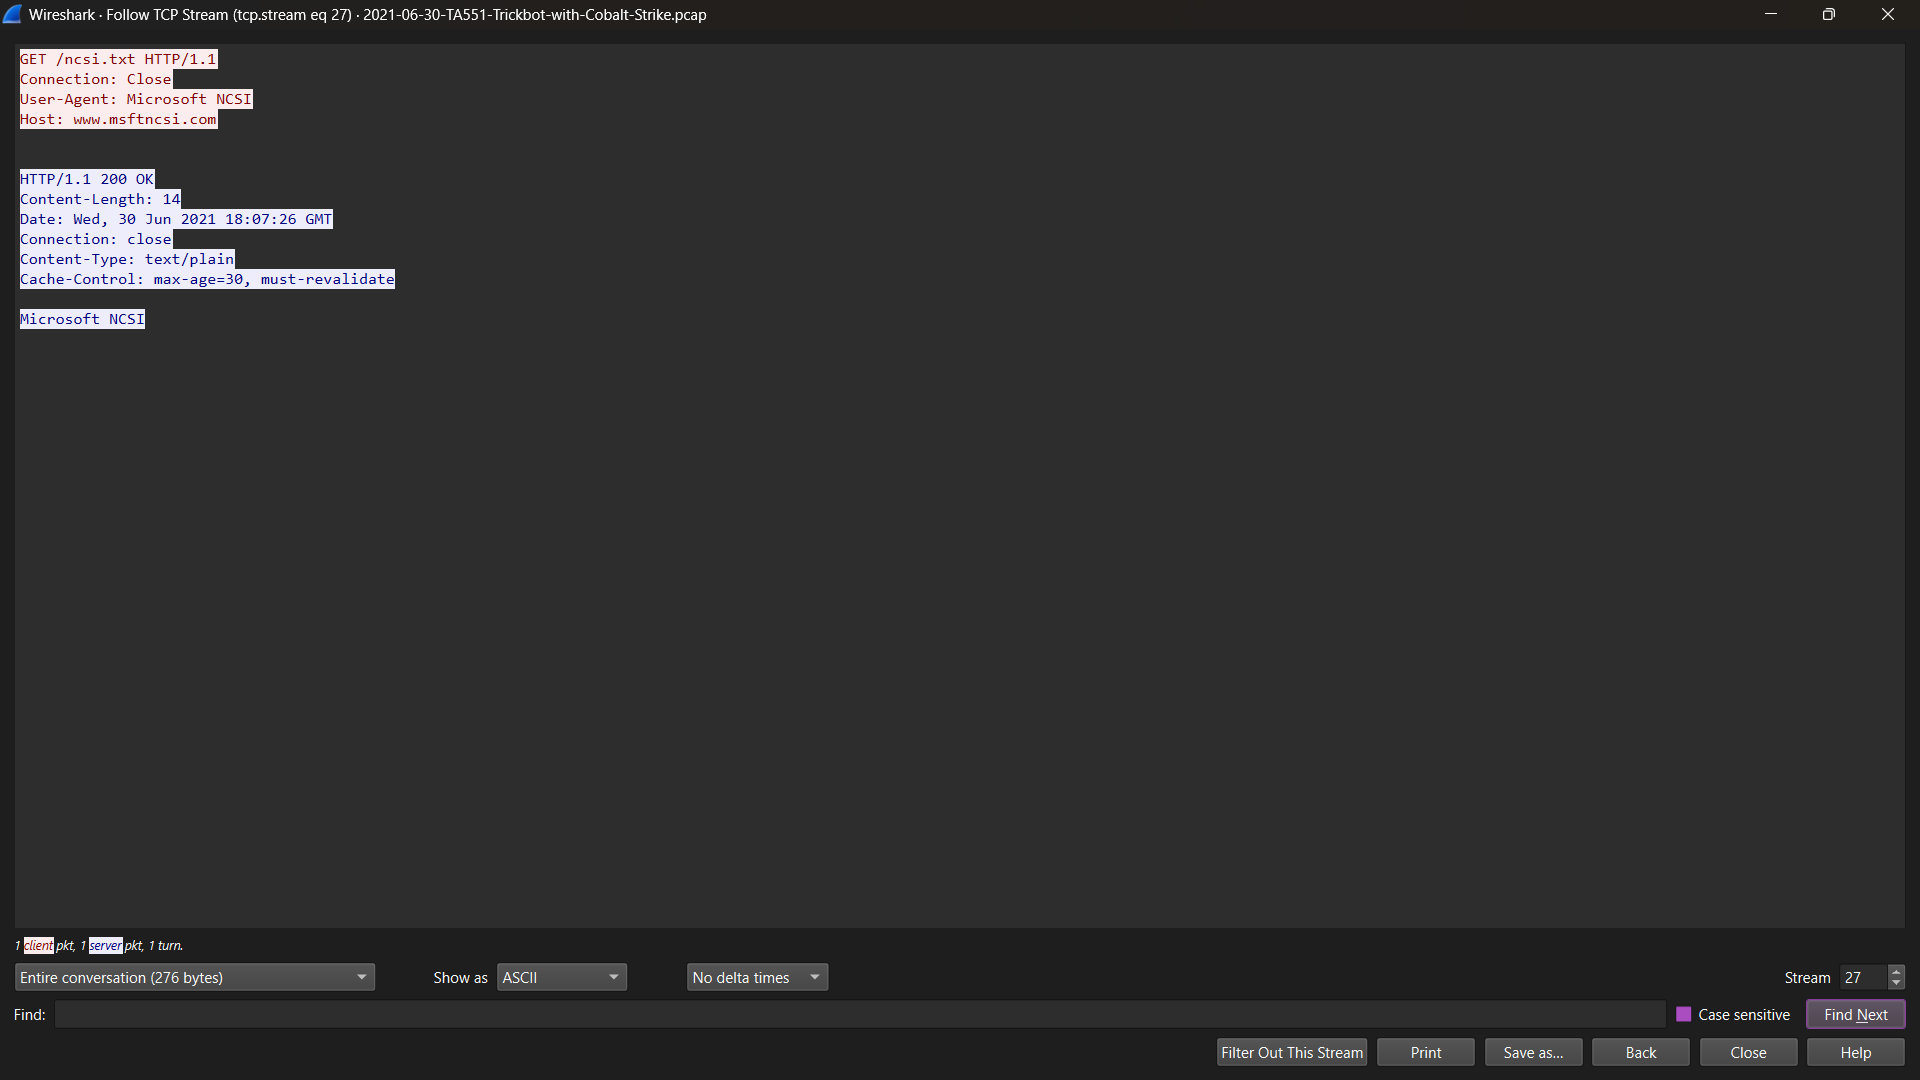 Wireshark · Follow TCP Stream (tcp.stream eq 27) · 2021-06-30-TA551-Trickbot-with-Cobalt-Strike.pcap
GET /ncsi.txt HTTP/1.1
Connection: Close
User-Agent: Microsoft NCSI
Host: www.msftncsi.com
HTTP/1.1 200 OK
Content-Length: 14
Date: Wed, 30 Jun 2021 18:07:26 GMT
Connection: close
Content-Type: text/plain
Cache-Control: max-age=30, must-revalidate
Microsoft NCSI
1 client pkt, 1 server pkt, 1 turn.
Entire conversation (276 bytes) Show as ASCII No delta times Stream 27
Find: Case sensitive Find Next
Filter Out This Stream Print Save as... Back Close Help